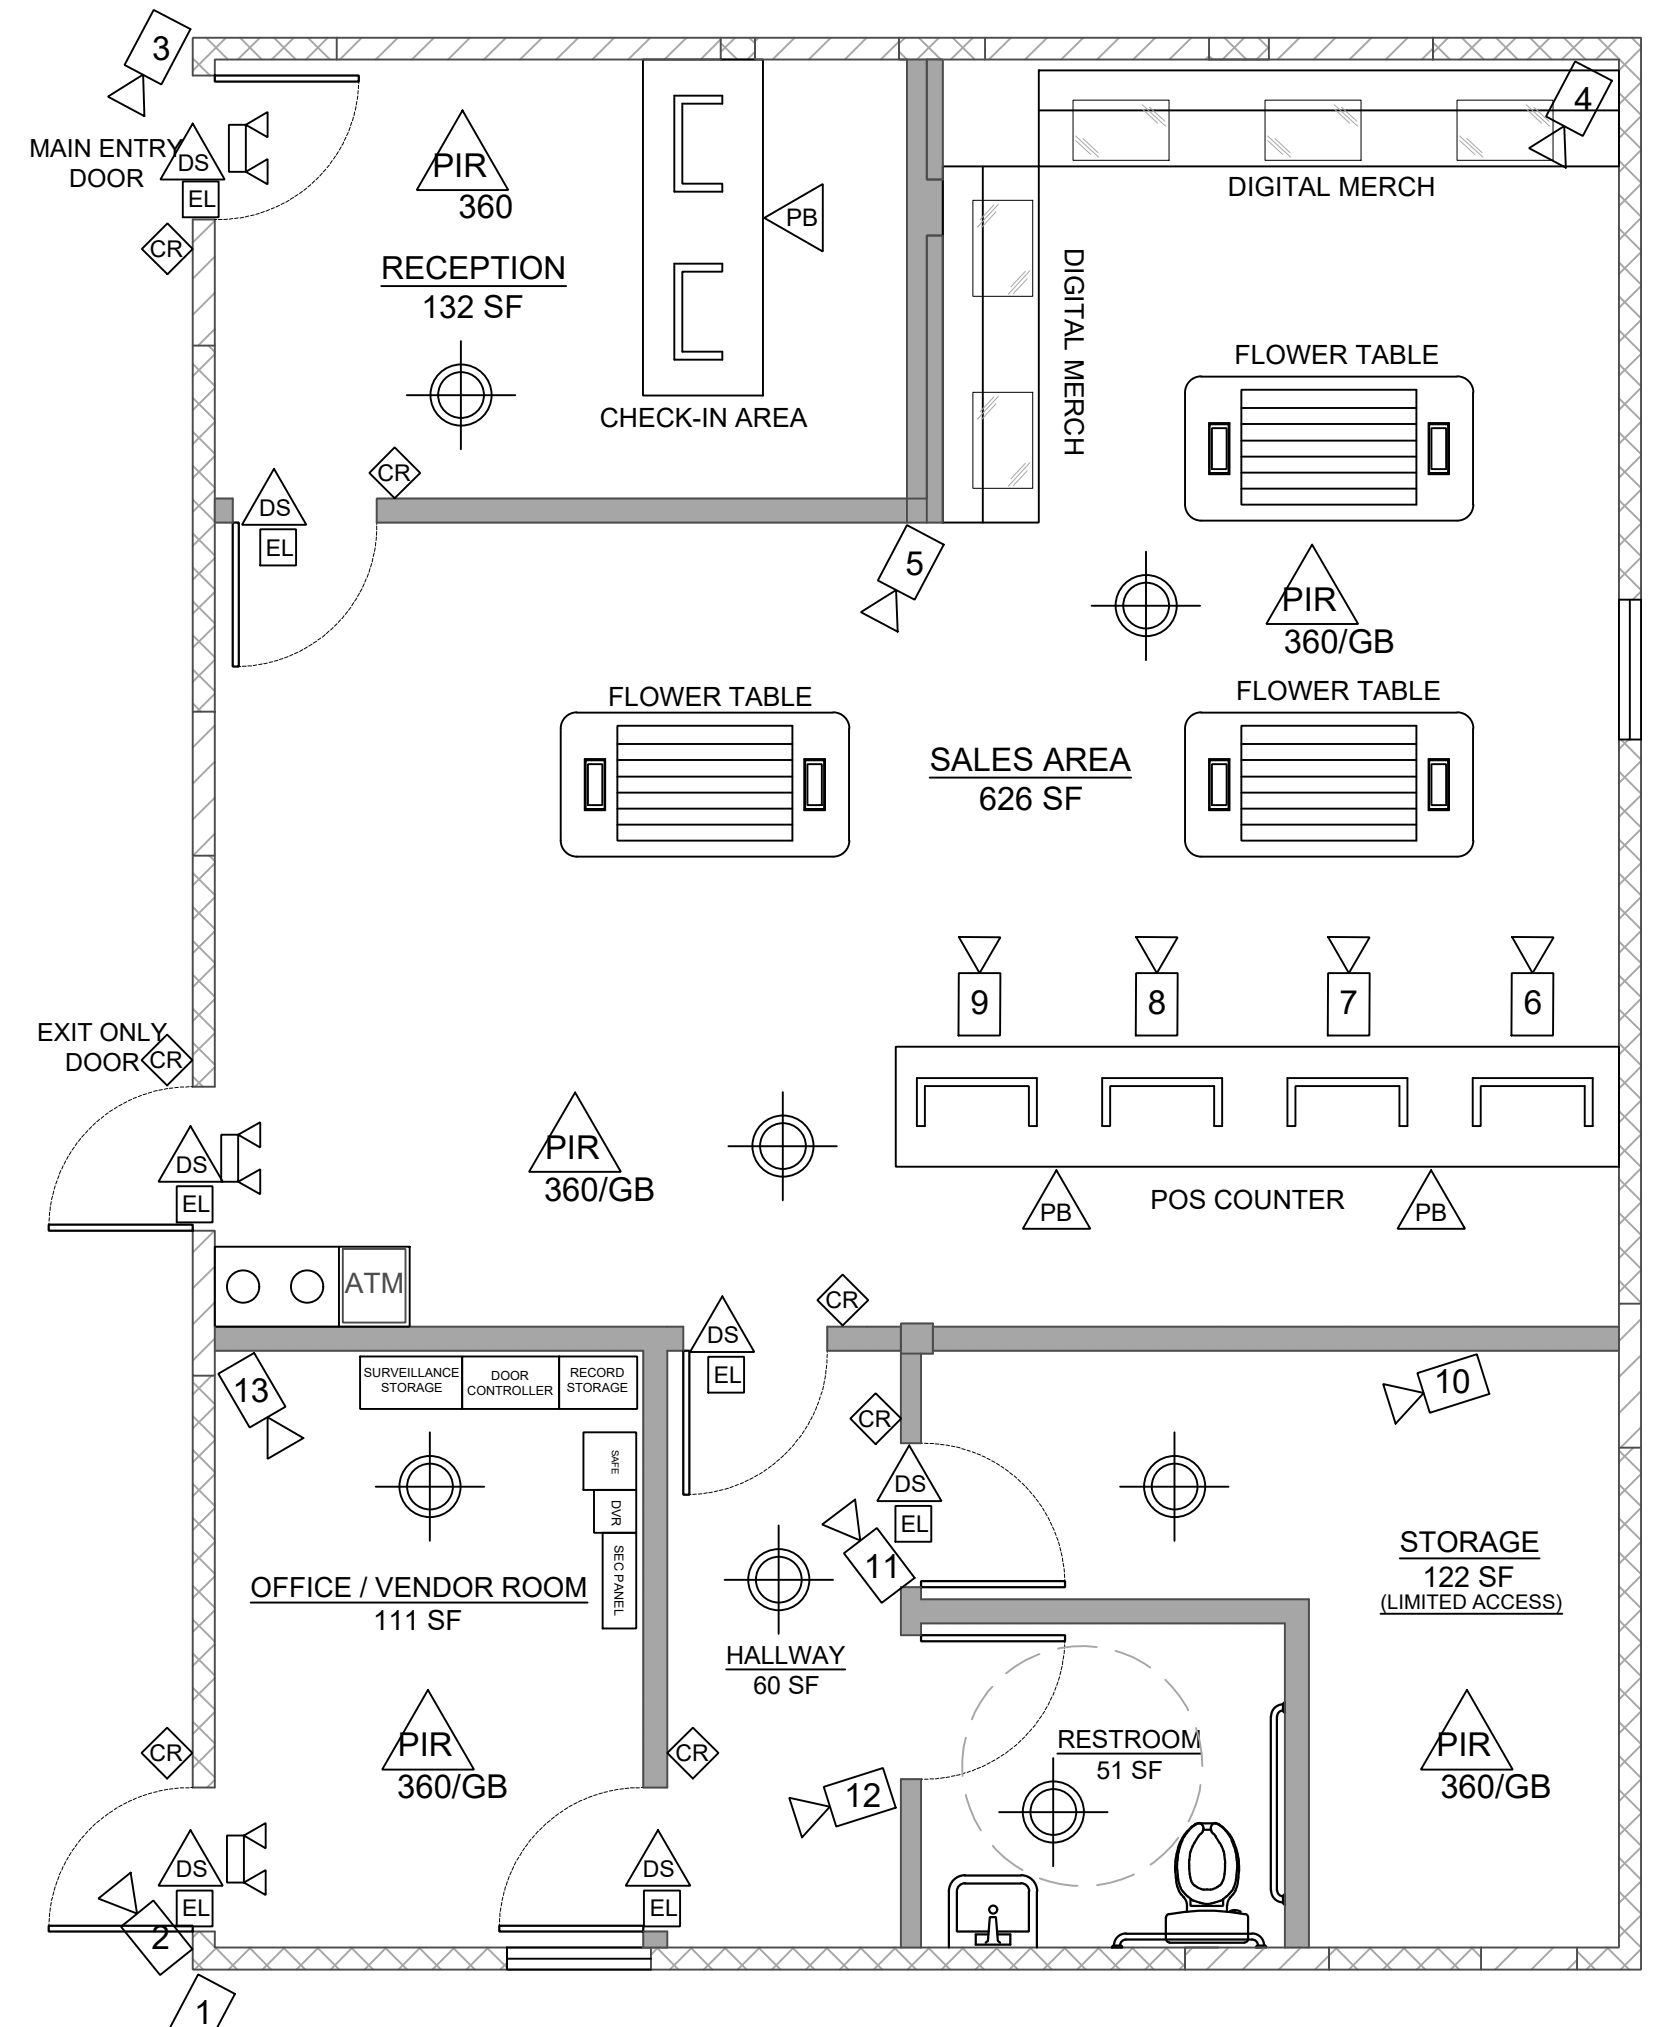 3
4
MAIN ENTRY
DOOR
DS
EL
CR
PIR
360
PB
RECEPTION
132 SF
CHECK-IN AREA
CR
DS
EL
DIGITAL MERCH
DIGITAL MERCH
FLOWER TABLE
5
PIR
360/GB
FLOWER TABLE
FLOWER TABLE
SALES AREA
626 SF
9
8
7
6
EXIT ONLY
DOOR
CR
DS
EL
PIR
360/GB
PB
POS COUNTER
PB
ATM
CR
DS
EL
13
SURVEILLANCE
STORAGE
DOOR
CONTROLLER
RECORD
STORAGE
SAFE
DVR
SEC PANEL
CR
DS
EL
10
11
OFFICE / VENDOR ROOM
111 SF
HALLWAY
60 SF
STORAGE
122 SF
(LIMITED ACCESS)
CR
PIR
360/GB
CR
RESTROOM
51 SF
PIR
360/GB
12
DS
EL
DS
EL
2
1